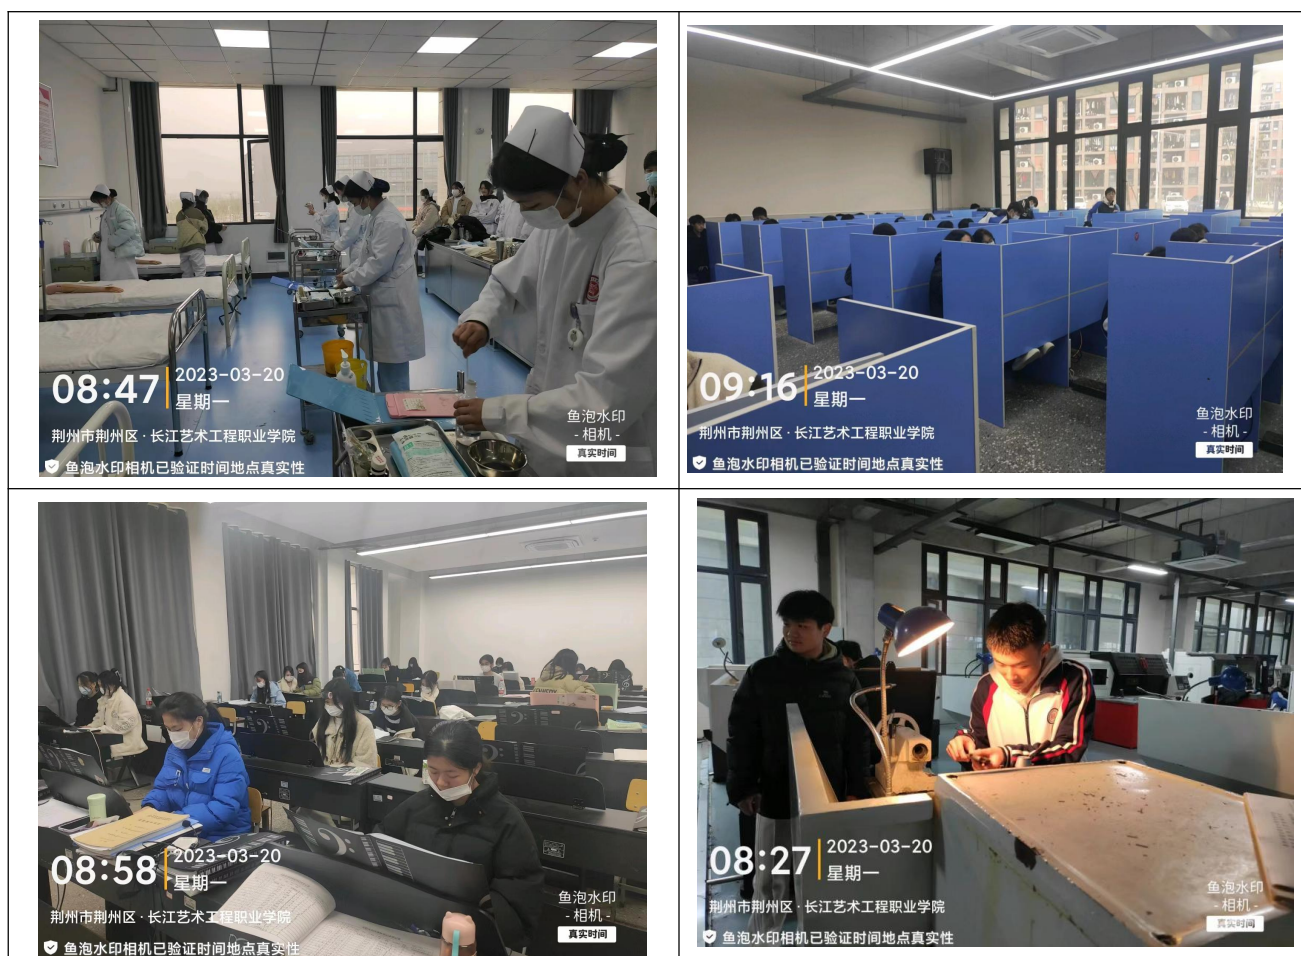 08:47
2023-03-20
星期一
荆州市荆州区·长江艺术工程职业学院
鱼泡水印相机已验证时间地点真实性
鱼泡水印
-相机-
真实时间
09:16
2023-03-20
星期一
荆州市荆州区·长江艺术工程职业学院
鱼泡水印相机已验证时间地点真实性
鱼泡水印
-相机-
真实时间
08:58
2023-03-20
星期一
荆州市荆州区·长江艺术工程职业学院
鱼泡水印相机已验证时间地点真实性
鱼泡水印
-相机-
真实时间
08:27
2023-03-20
星期一
荆州市荆州区·长江艺术工程职业学院
鱼泡水印相机已验证时间地点真实性
鱼泡水印
-相机-
真实时间